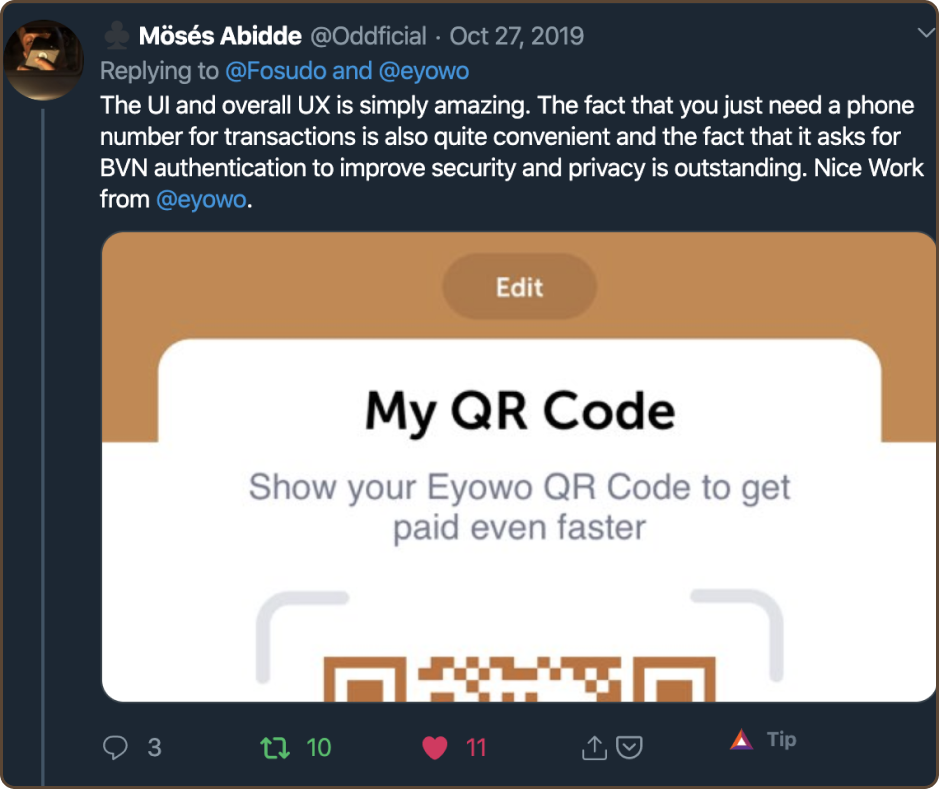 ♣ Mösés Abidde @Oddficial · Oct 27, 2019
Replying to @Fosudo and @eyowo
The UI and overall UX is simply amazing. The fact that you just need a phone
number for transactions is also quite convenient and the fact that it asks for
BVN authentication to improve security and privacy is outstanding. Nice Work
from @eyowo.
Edit
My QR Code
Show your Eyowo QR Code to get
paid even faster
3 10 11 Tip